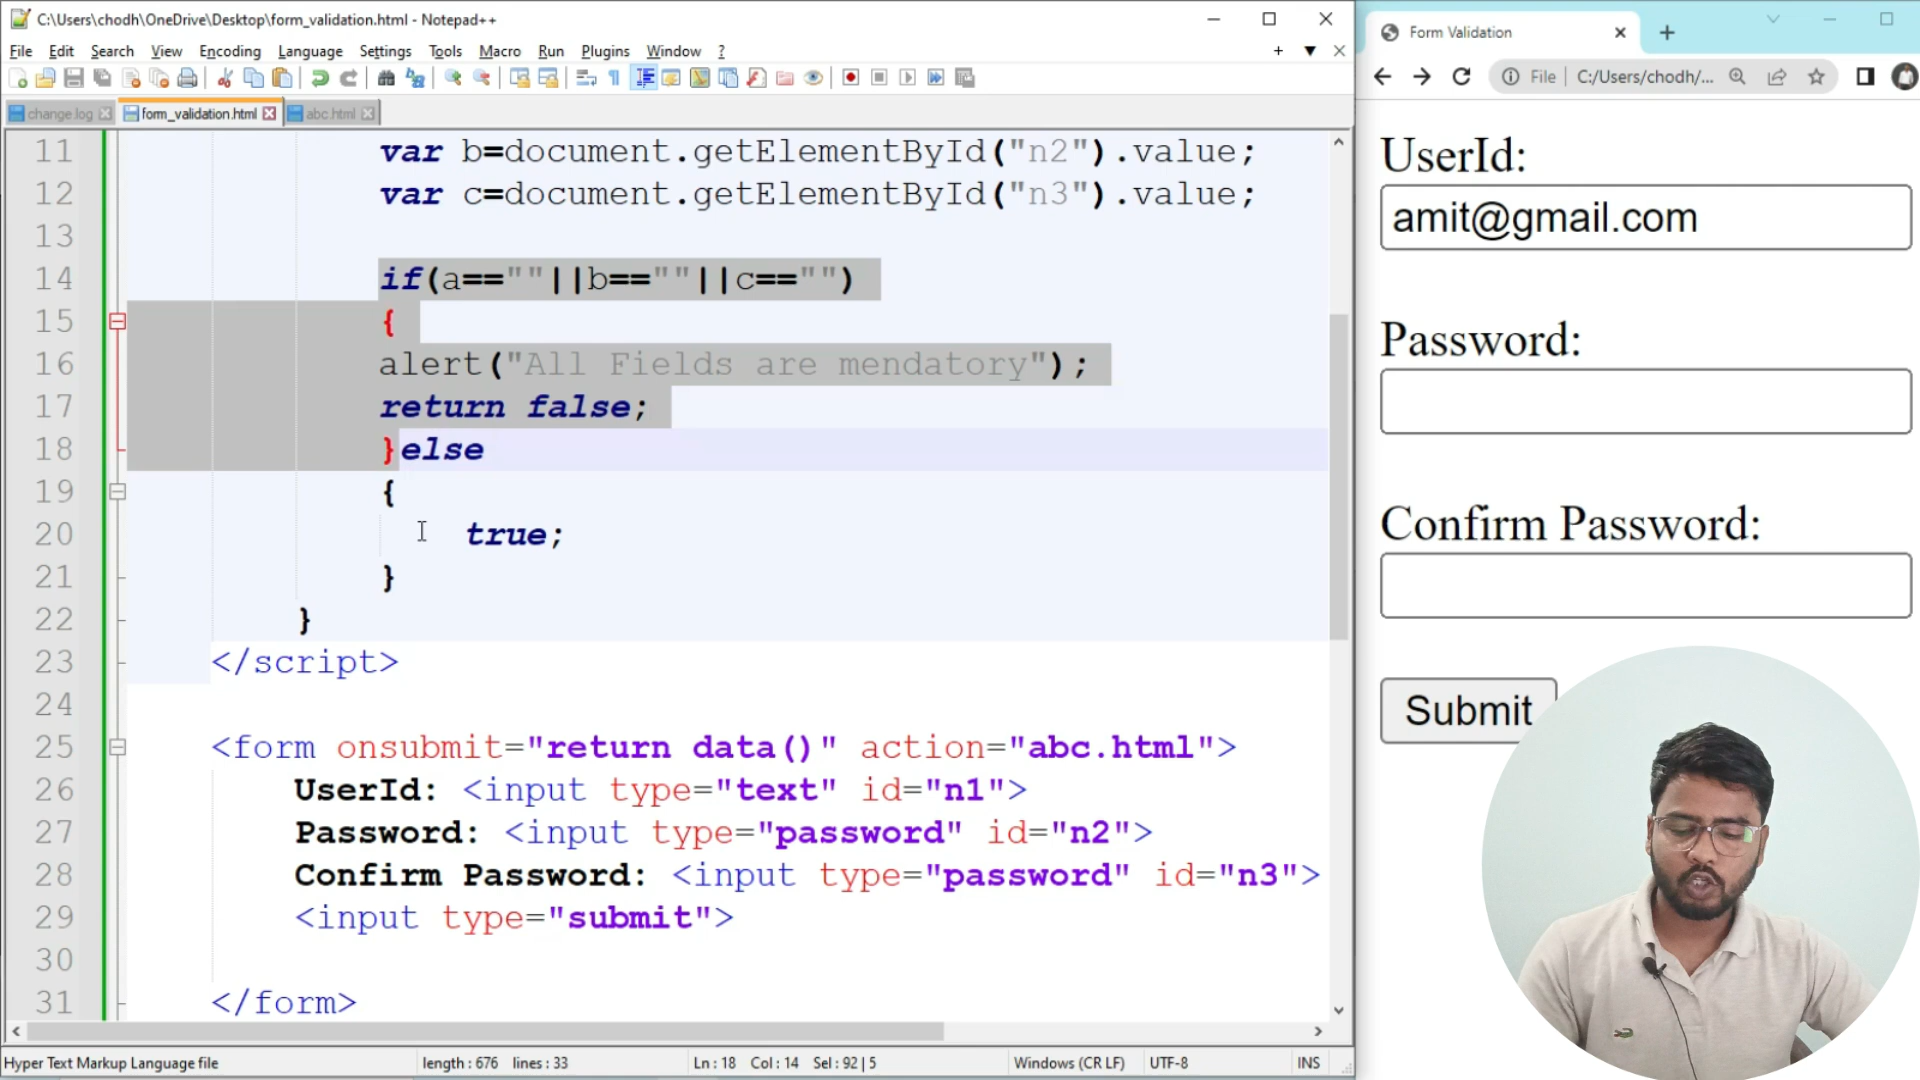 C:\Users\chodh\OneDrive\Desktop\form_validation.html - Notepad++
File Edit Search View Encoding Language Settings Tools Macro Run Plugins Window ?
change.log form_validation.html abc.html
11 var b=document.getElementById("n2").value;
12 var c=document.getElementById("n3").value;
13
14 if(a==""||b==""||c=="")
15 {
16 alert("All Fields are mendatory");
17 return false;
18 }else
19 {
20 true;
21 }
22 }
23 </script>
24
25 <form onsubmit="return data()" action="abc.html">
26 UserId: <input type="text" id="n1">
27 Password: <input type="password" id="n2">
28 Confirm Password: <input type="password" id="n3">
29 <input type="submit">
30
31 </form>
Hyper Text Markup Language file length : 676 lines : 33 Ln : 18 Col : 14 Sel : 92 | 5 Windows (CR LF) UTF-8 INS
Form Validation
File C:/Users/chodh/...
UserId:
amit@gmail.com
Password:
Confirm Password:
Submit